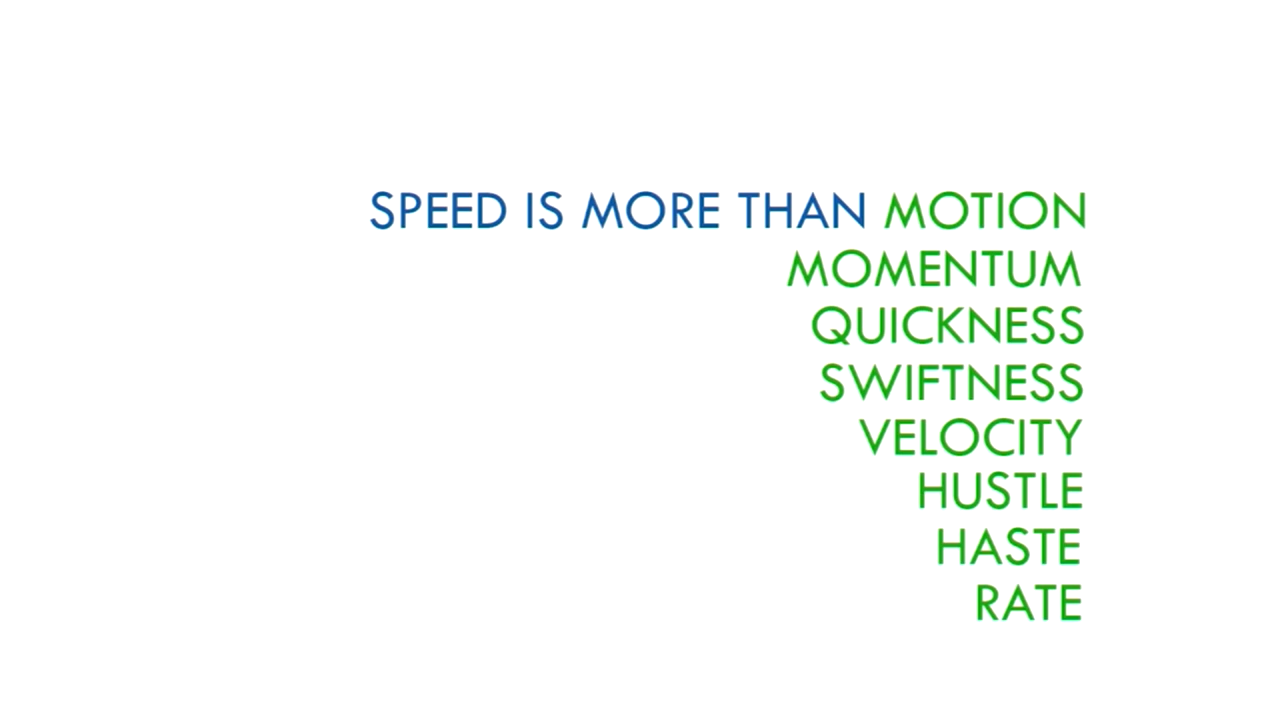 SPEED IS MORE THAN MOTION
MOMENTUM
QUICKNESS
SWIFTNESS
VELOCITY
HUSTLE
HASTE
RATE